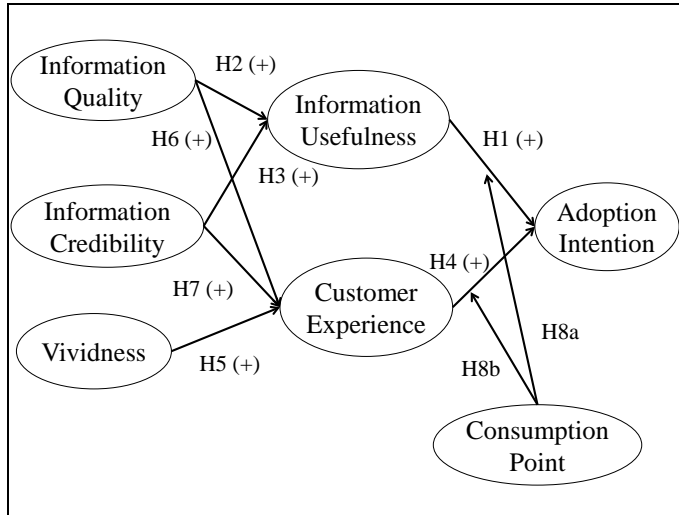 Information
Quality
H2 (+)
Information
Usefulness
H6 (+)
H1 (+)
H3 (+)
Information
Credibility
Adoption
Intention
H4 (+)
H7 (+)
Customer
Experience
Vividness
H5 (+)
H8a
H8b
Consumption
Point